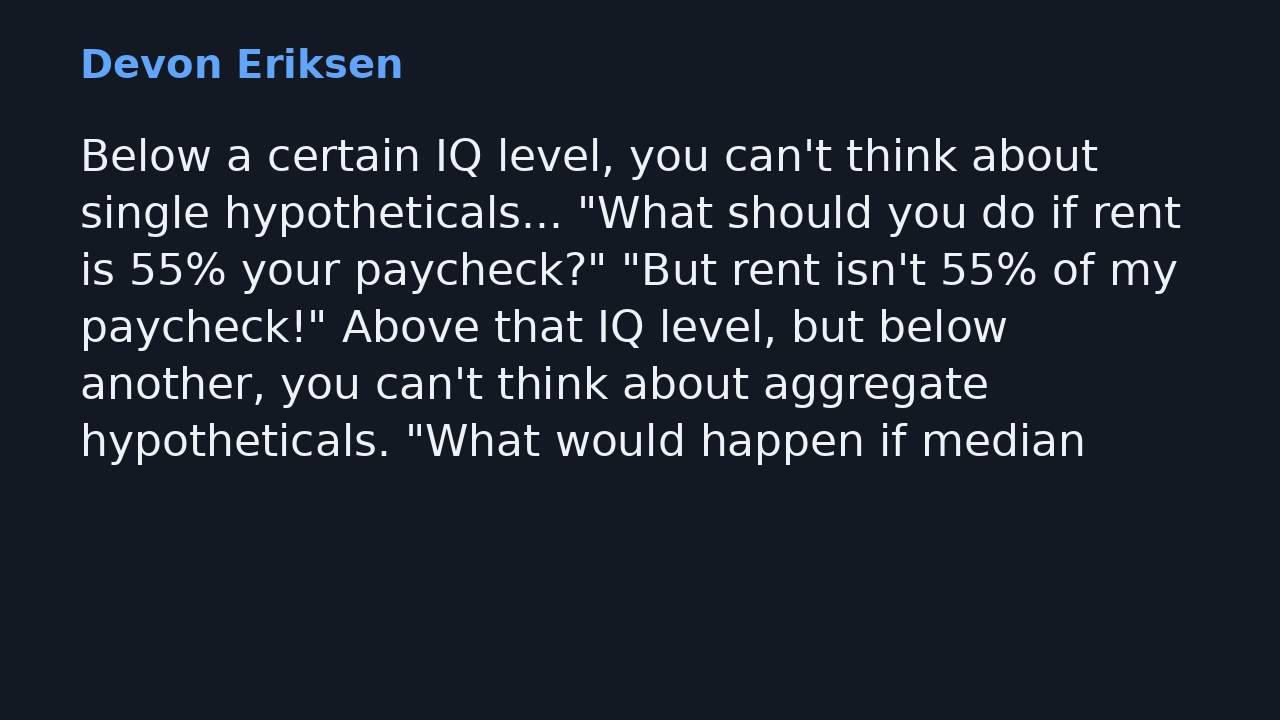 Devon Eriksen
Below a certain IQ level, you can't think about
single hypotheticals... "What should you do if rent
is 55% your paycheck?" "But rent isn't 55% of my
paycheck!" Above that IQ level, but below
another, you can't think about aggregate
hypotheticals. "What would happen if median